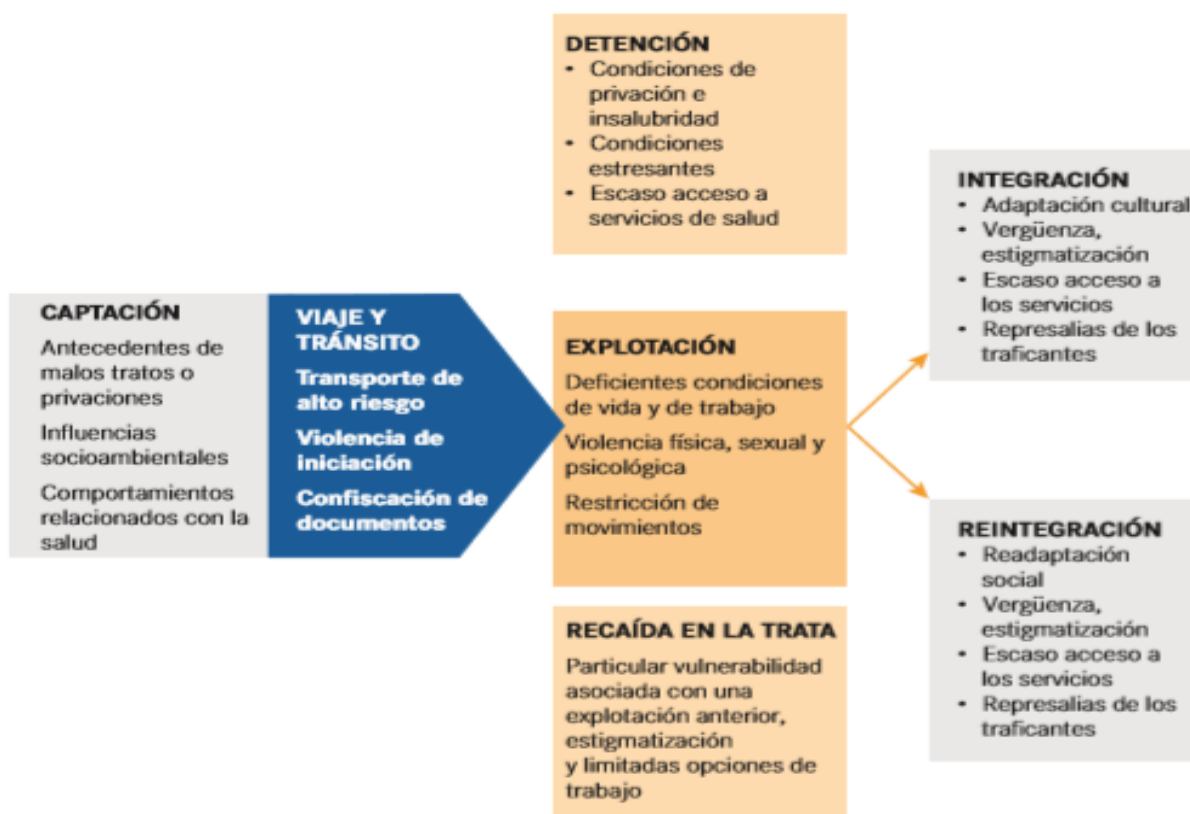 DETENCIÓN
• Condiciones de
privación e
insalubridad
• Condiciones
estresantes
• Escaso acceso a
servicios de salud
CAPTACIÓN
Antecedentes de
malos tratos o
privaciones
Influencias
socioambientales
Comportamientos
relacionados con la
salud
VIAJE Y
TRÁNSITO
Transporte de
alto riesgo
Violencia de
iniciación
Confiscación de
documentos
EXPLOTACIÓN
Deficientes condiciones
de vida y de trabajo
Violencia física, sexual y
psicológica
Restricción de
movimientos
RECAÍDA EN LA TRATA
Particular vulnerabilidad
asociada con una
explotación anterior,
estigmatización
y limitadas opciones de
trabajo
INTEGRACIÓN
• Adaptación cultural
• Vergüenza,
estigmatización
• Escaso acceso a
los servicios
• Represalias de los
traficantes
REINTEGRACIÓN
• Readaptación
social
• Vergüenza,
estigmatización
• Escaso acceso a
los servicios
• Represalias de los
traficantes